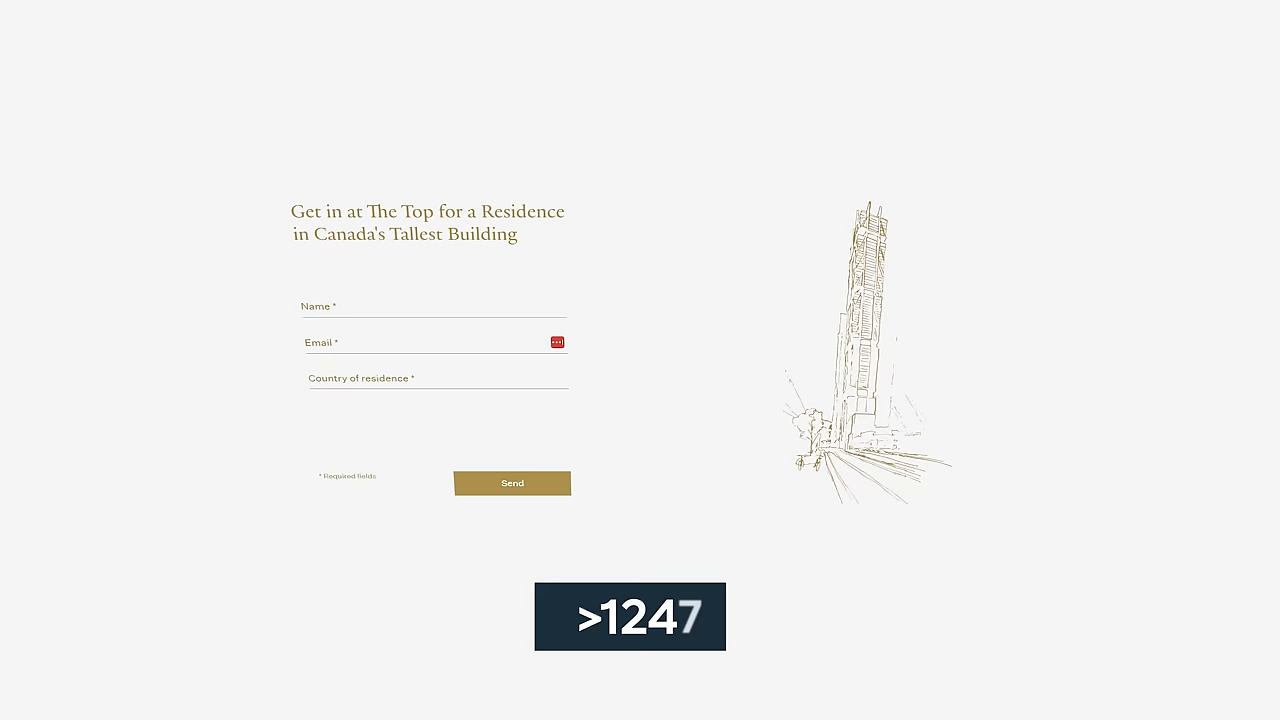 Get in at The Top for a Residence
in Canada's Tallest Building
Name *
Email *
Country of residence *
* Required fields
Send
>1247